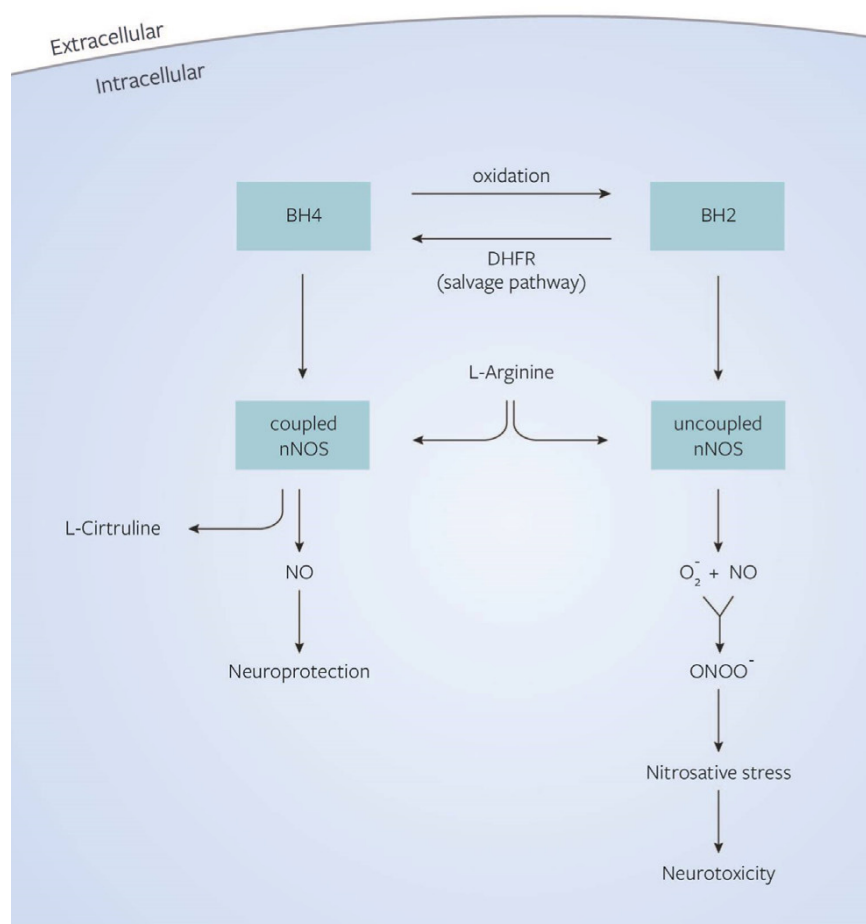 Extracellular
Intracellular
oxidation
BH4
BH2
DHFR
(salvage pathway)
L-Arginine
coupled
nNOS
uncoupled
nNOS
L-Cirtruline
NO
O2- + NO
Neuroprotection
ONOO-
Nitrosative stress
Neurotoxicity